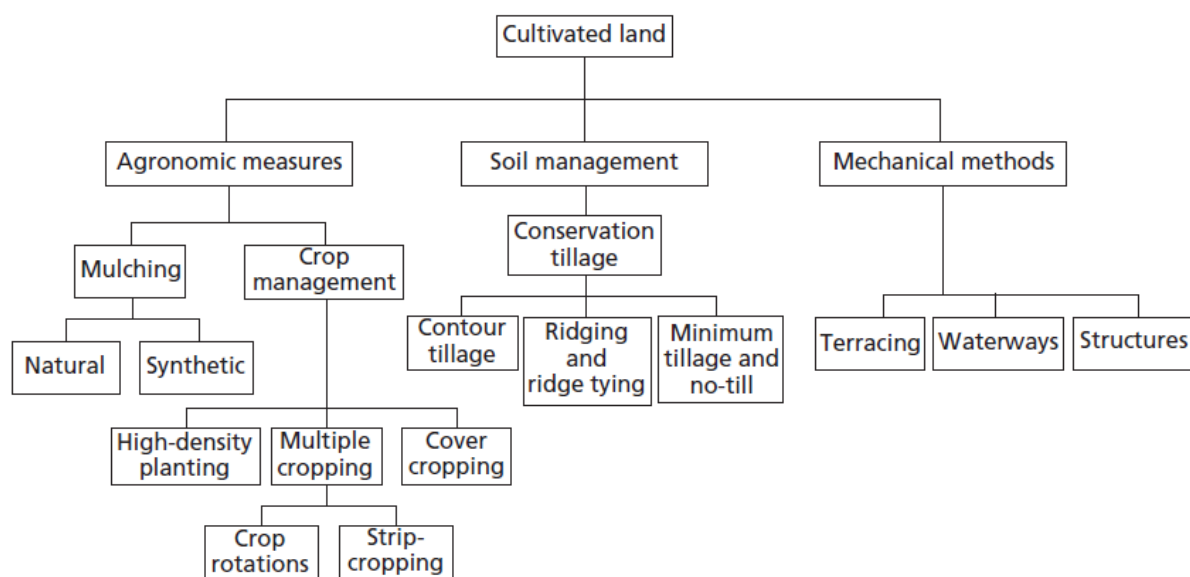 Cultivated land
Agronomic measures
Soil management
Mechanical methods
Mulching
Crop
management
Conservation
tillage
Natural
Synthetic
Contour
tillage
Ridging
and
ridge tying
Minimum
tillage and
no-till
Terracing
Waterways
Structures
High-density
planting
Multiple
cropping
Cover
cropping
Crop
rotations
Strip-
cropping